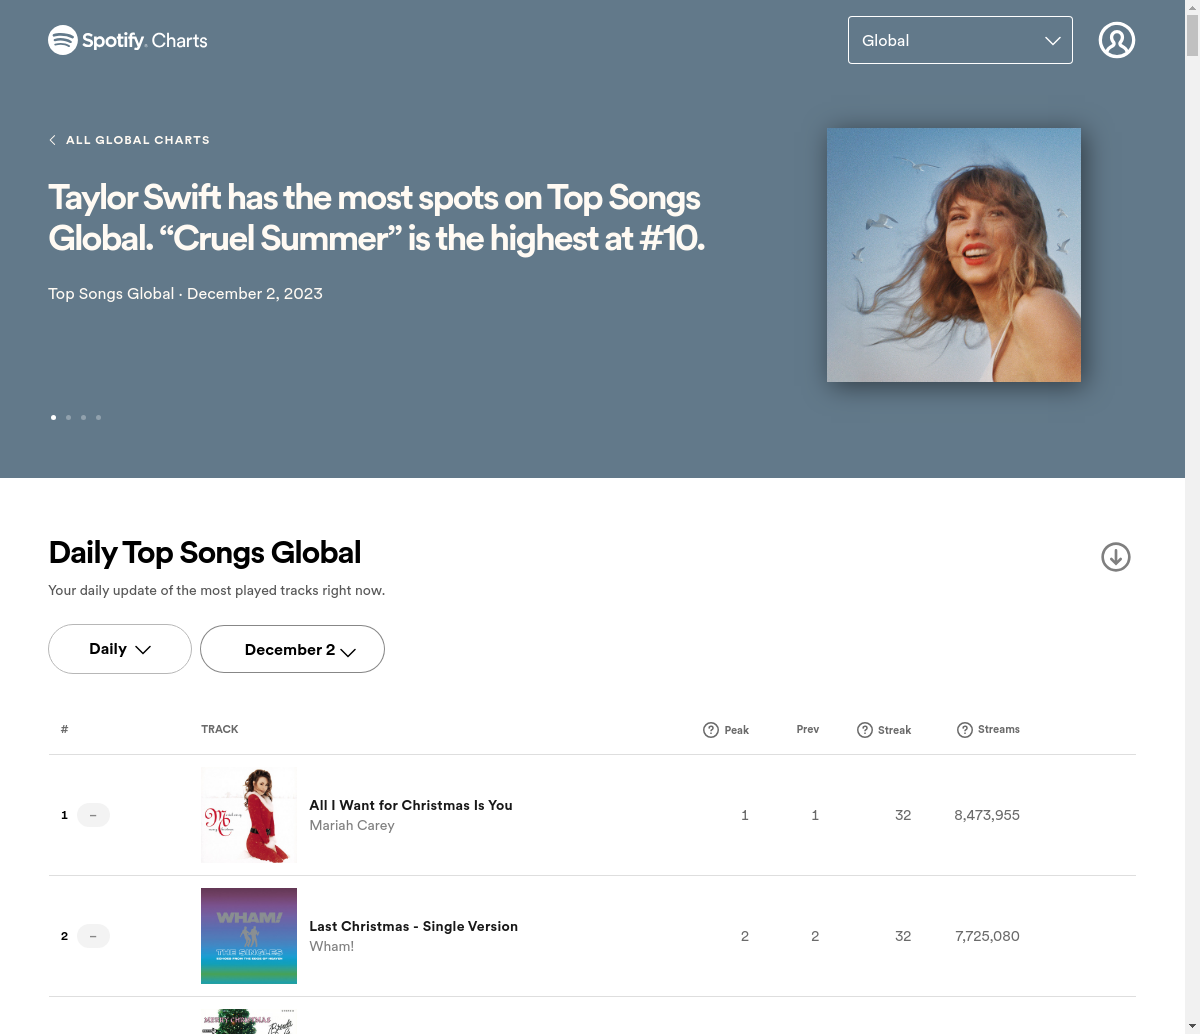 Spotify Charts
Global
ALL GLOBAL CHARTS
Taylor Swift has the most spots on Top Songs
Global. “Cruel Summer” is the highest at #10.
Top Songs Global · December 2, 2023
Daily Top Songs Global
Your daily update of the most played tracks right now.
Daily
December 2
# TRACK ? Peak Prev ? Streak ? Streams
1 – All I Want for Christmas Is You 1 1 32 8,473,955
Mariah Carey
WHAM!
THE SINGLES
2 – Last Christmas - Single Version 2 2 32 7,725,080
Wham!
MERRY CHRISTMAS